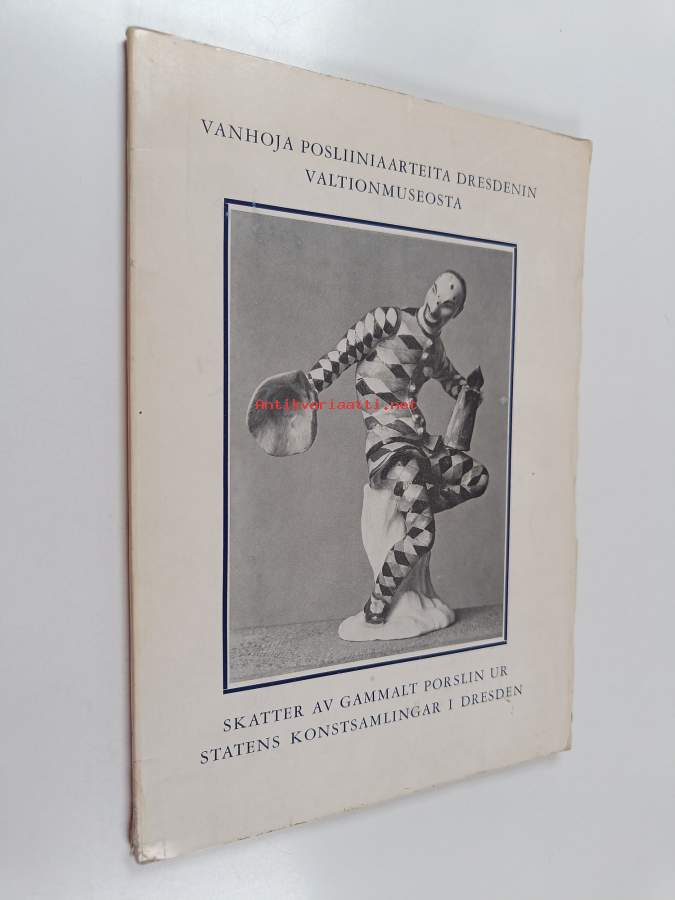 VANHOJA POSLIINIAARTEITA DRESDENIN
VALTIONMUSEOSTA
Antikvariaatti.net
SKATTER AV GAMMALT PORSLIN UR
STATENS KONSTSAMLINGAR I DRESDEN